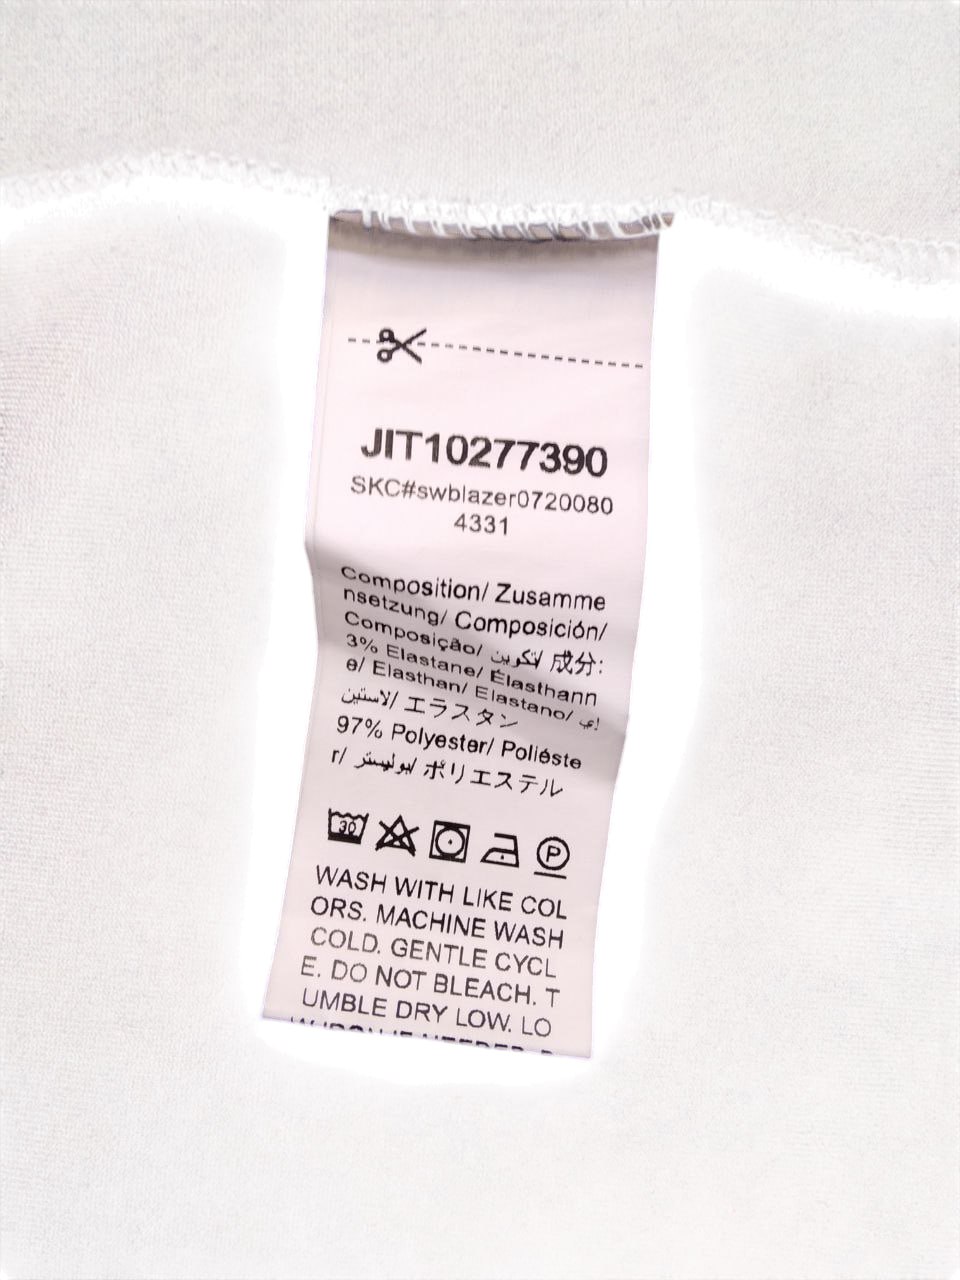 JIT10277390
SKC#swblazer0720080
4331
Composition/ Zusamme
nsetzung/ Composición/
Composição/ تكوين/ 成分:
3% Elastane/ Élasthann
e/ Elasthan/ Elastano/ إي
لاستين/ エラスタン
97% Polyester/ Poliéste
r/ بوليستر/ ポリエステル
30
P
WASH WITH LIKE COL
ORS. MACHINE WASH
COLD. GENTLE CYCL
E. DO NOT BLEACH. T
UMBLE DRY LOW. LO